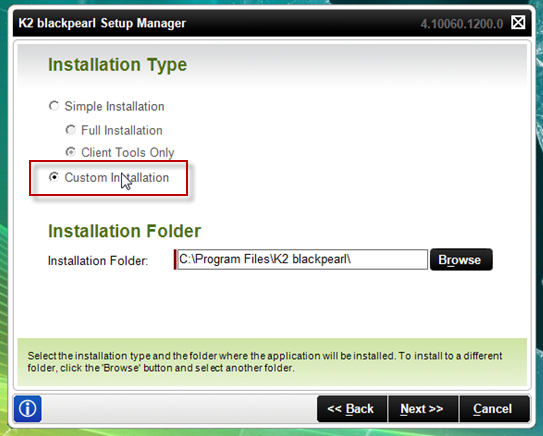 K2 blackpearl Setup Manager 4.10060.1200.0
Installation Type
Simple Installation
Full Installation
Client Tools Only
Custom Installation
Installation Folder
Installation Folder: C:\Program Files\K2 blackpearl\ Browse
Select the installation type and the folder where the application will be installed. To install to a different
folder, click the 'Browse' button and select another folder.
<< Back Next >> Cancel